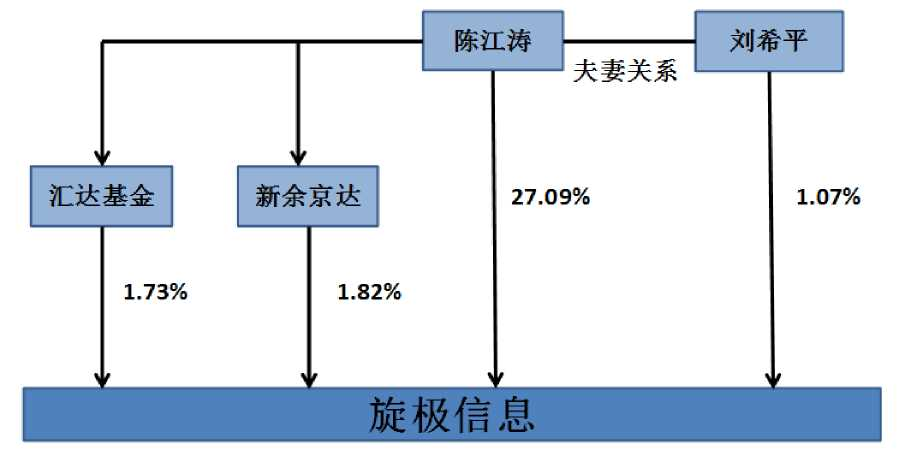 陈江涛
刘希平
夫妻关系
汇达基金
新余京达
27.09%
1.07%
1.73%
1.82%
旋极信息